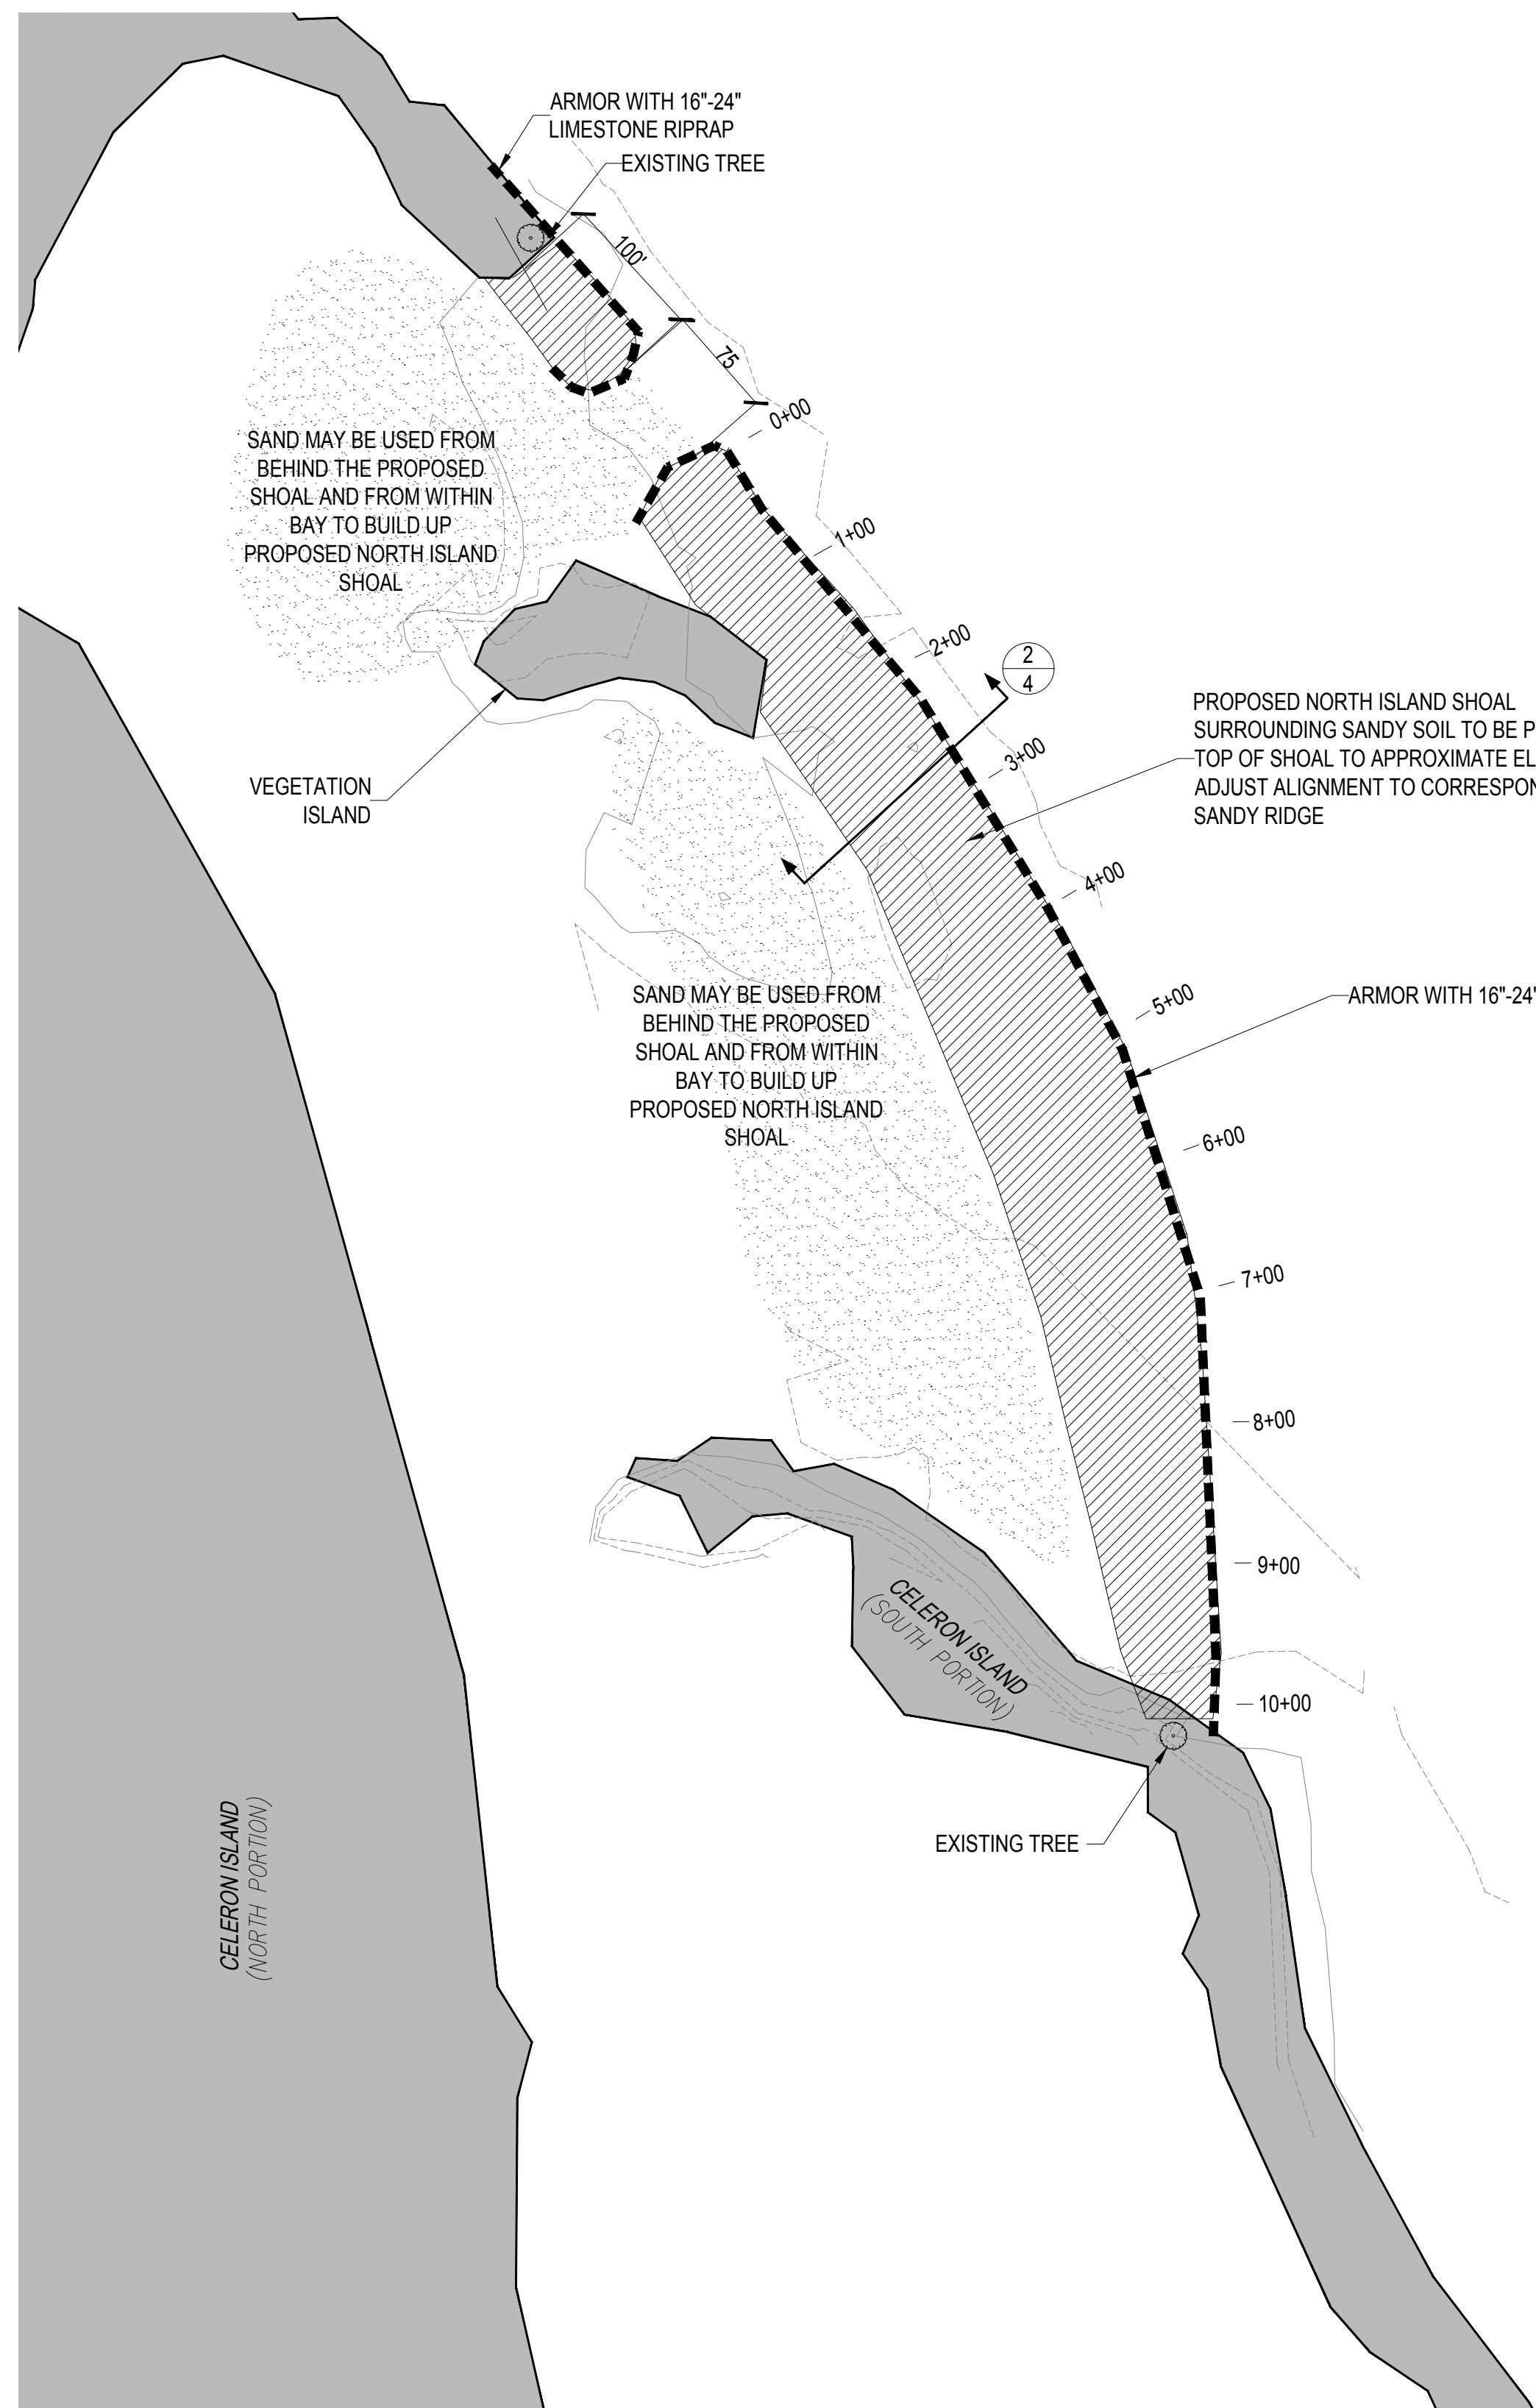 ARMOR WITH 16"-24"
LIMESTONE RIPRAP
EXISTING TREE
100'
75
0+00
SAND MAY BE USED FROM
BEHIND THE PROPOSED
SHOAL AND FROM WITHIN
BAY TO BUILD UP
PROPOSED NORTH ISLAND
SHOAL
1+00
2+00
2
4
PROPOSED NORTH ISLAND SHOAL
SURROUNDING SANDY SOIL TO BE P
TOP OF SHOAL TO APPROXIMATE EL
ADJUST ALIGNMENT TO CORRESPON
SANDY RIDGE
3+00
VEGETATION
ISLAND
4+00
SAND MAY BE USED FROM
BEHIND THE PROPOSED
SHOAL AND FROM WITHIN
BAY TO BUILD UP
PROPOSED NORTH ISLAND
SHOAL
5+00
ARMOR WITH 16"-24"
6+00
7+00
8+00
9+00
CELERON ISLAND
(SOUTH PORTION)
10+00
EXISTING TREE
CELERON ISLAND
(NORTH PORTION)